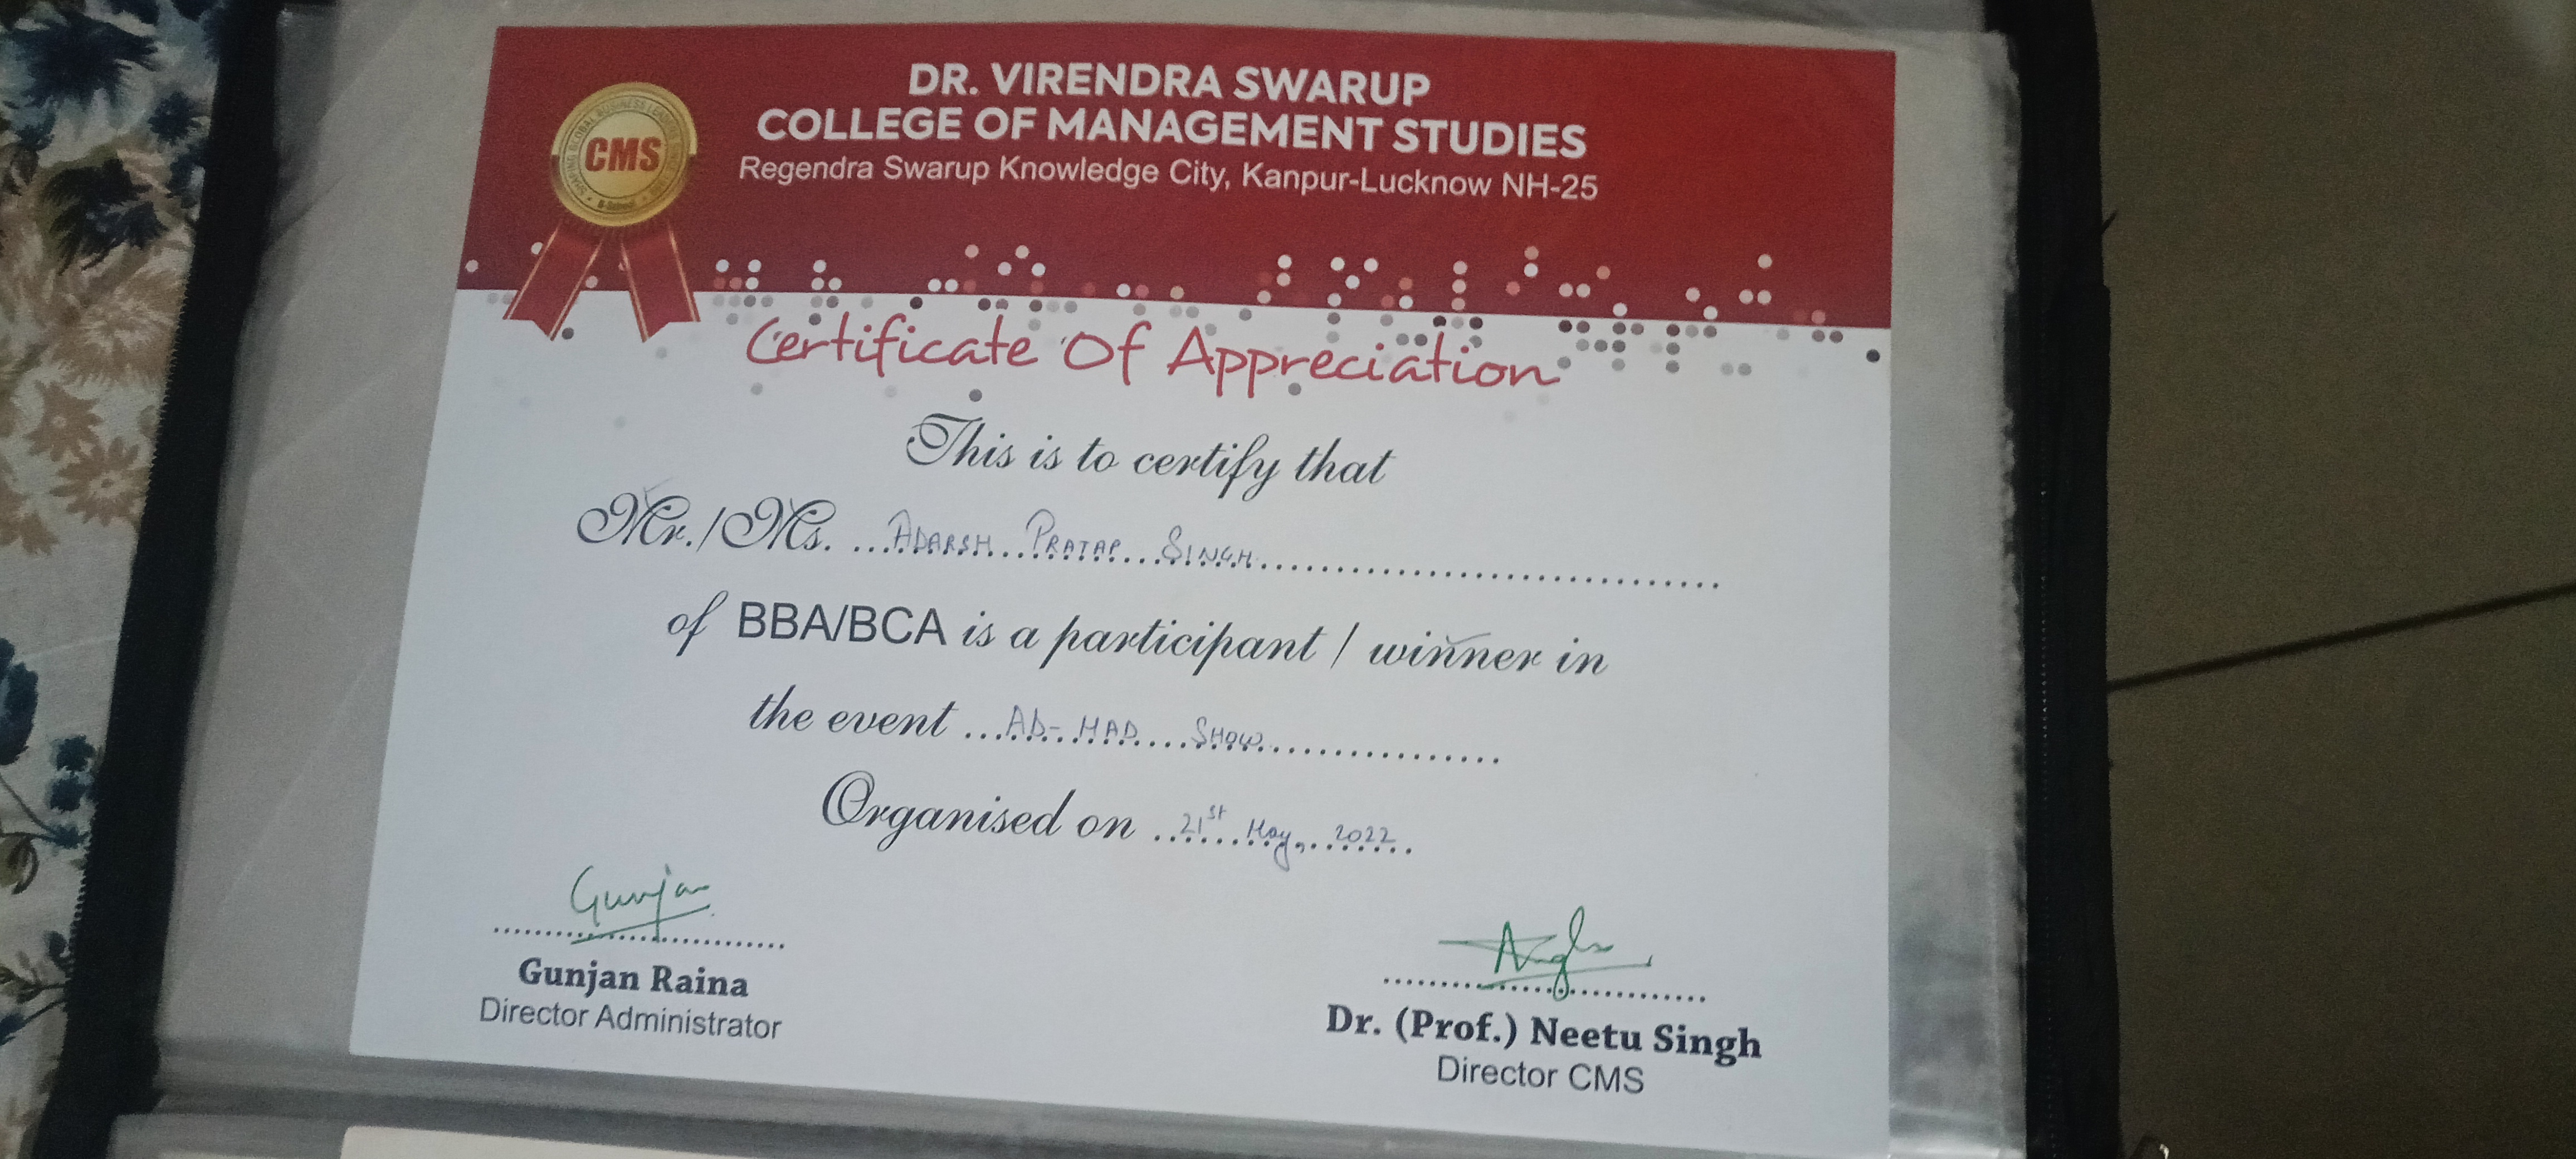 DR. VIRENDRA SWARUP
COLLEGE OF MANAGEMENT STUDIES
Regendra Swarup Knowledge City, Kanpur-Lucknow NH-25
CMS
Certificate Of Appreciation
This is to certify that
Mr./Ms. ...ADARSH...PRATAP...SINGH...
of BBA/BCA is a participant / winner in
the event ...AD-MAD...SHOW...
Organised on ...21st May, 2022...
Gunjan
Gunjan Raina
Director Administrator
Dr. (Prof.) Neetu Singh
Director CMS